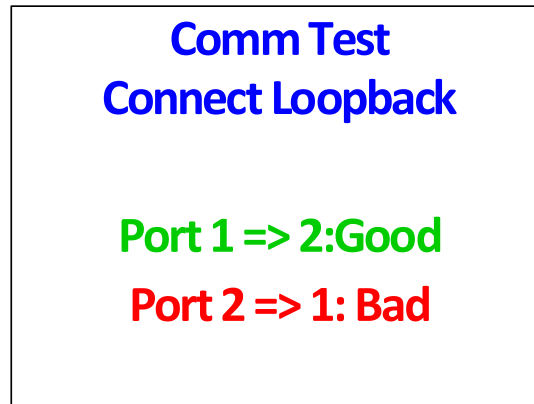 Comm Test
Connect Loopback
Port 1 => 2:Good
Port 2 => 1: Bad